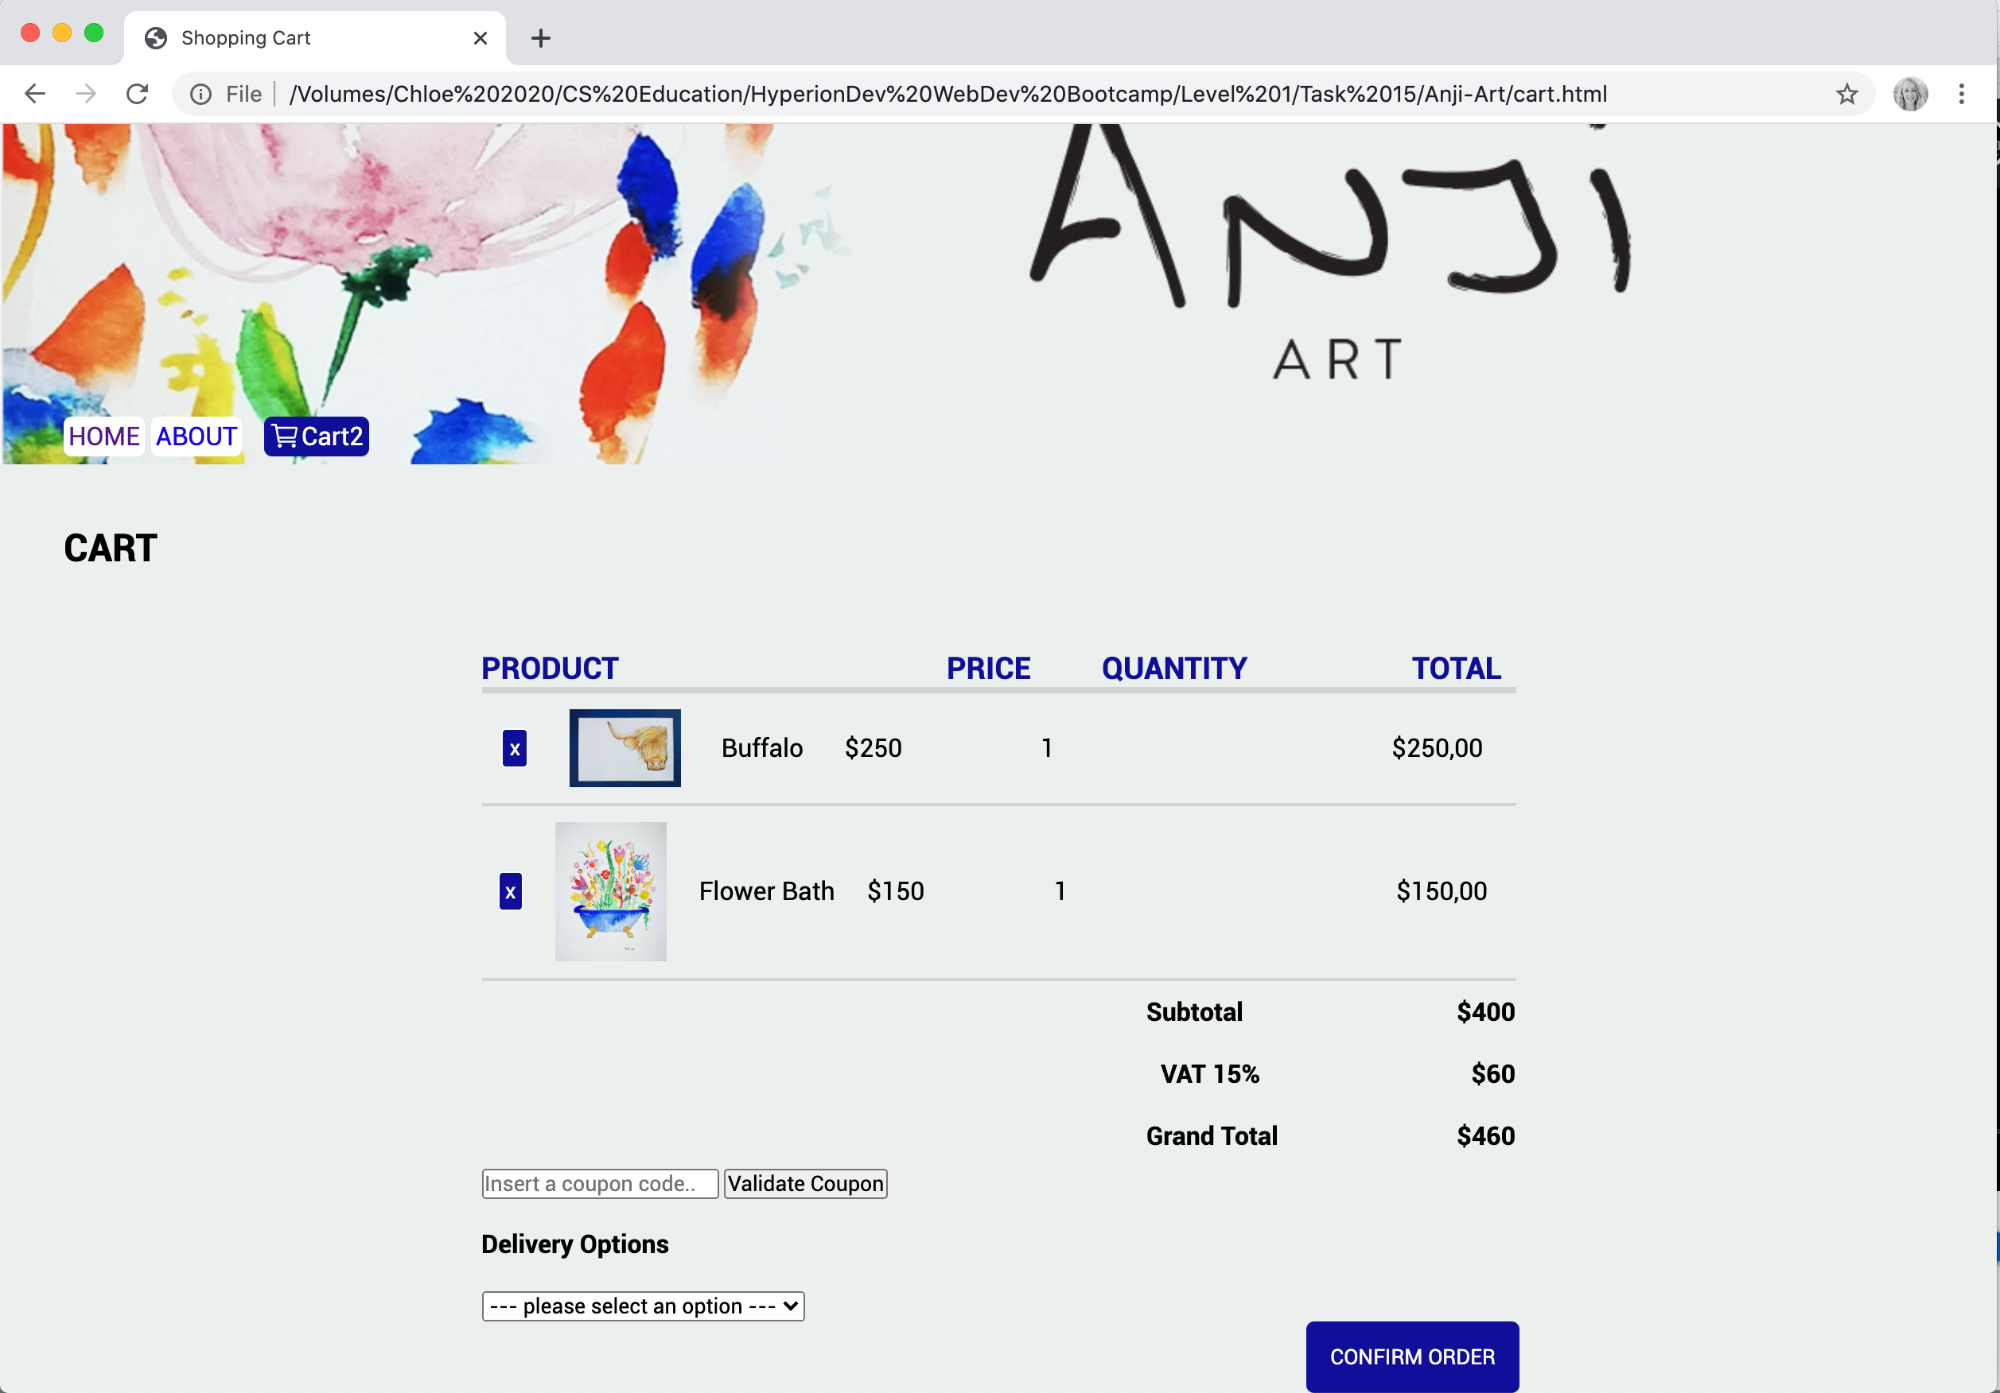 Shopping Cart
File /Volumes/Chloe%202020/CS%20Education/HyperionDev%20WebDev%20Bootcamp/Level%201/Task%2015/Anji-Art/cart.html
ANJi
ART
HOME ABOUT Cart2
CART
PRODUCT PRICE QUANTITY TOTAL
x Buffalo $250 1 $250,00
x Flower Bath $150 1 $150,00
Subtotal $400
VAT 15% $60
Grand Total $460
Insert a coupon code.. Validate Coupon
Delivery Options
--- please select an option ---
CONFIRM ORDER